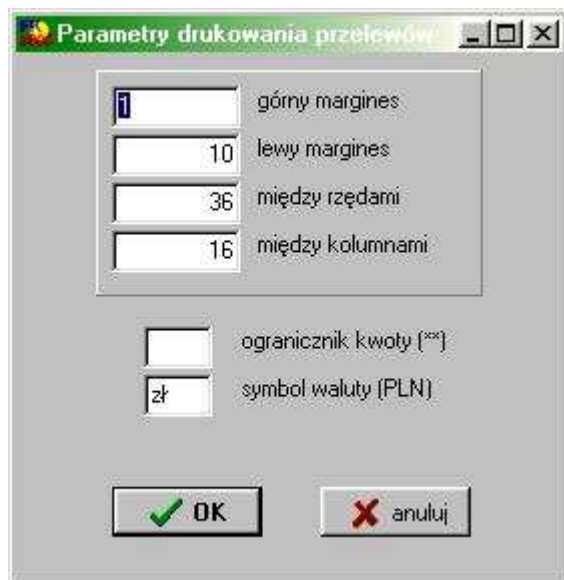 Parametry drukowania przelewów
1 górny margines
10 lewy margines
36 między rzędami
16 między kolumnami
ogranicznik kwoty (**)
zł symbol waluty (PLN)
OK anuluj